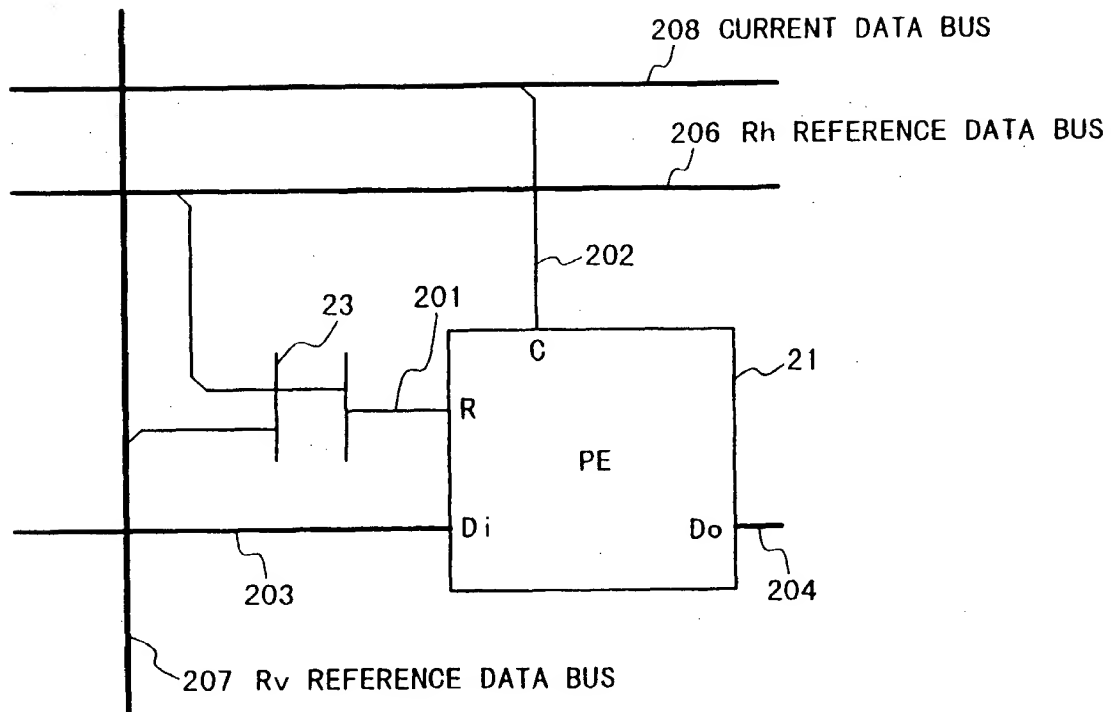 208 CURRENT DATA BUS
206 Rh REFERENCE DATA BUS
202
23
201
C
21
R
PE
Di
Do
203
204
207 Rv REFERENCE DATA BUS